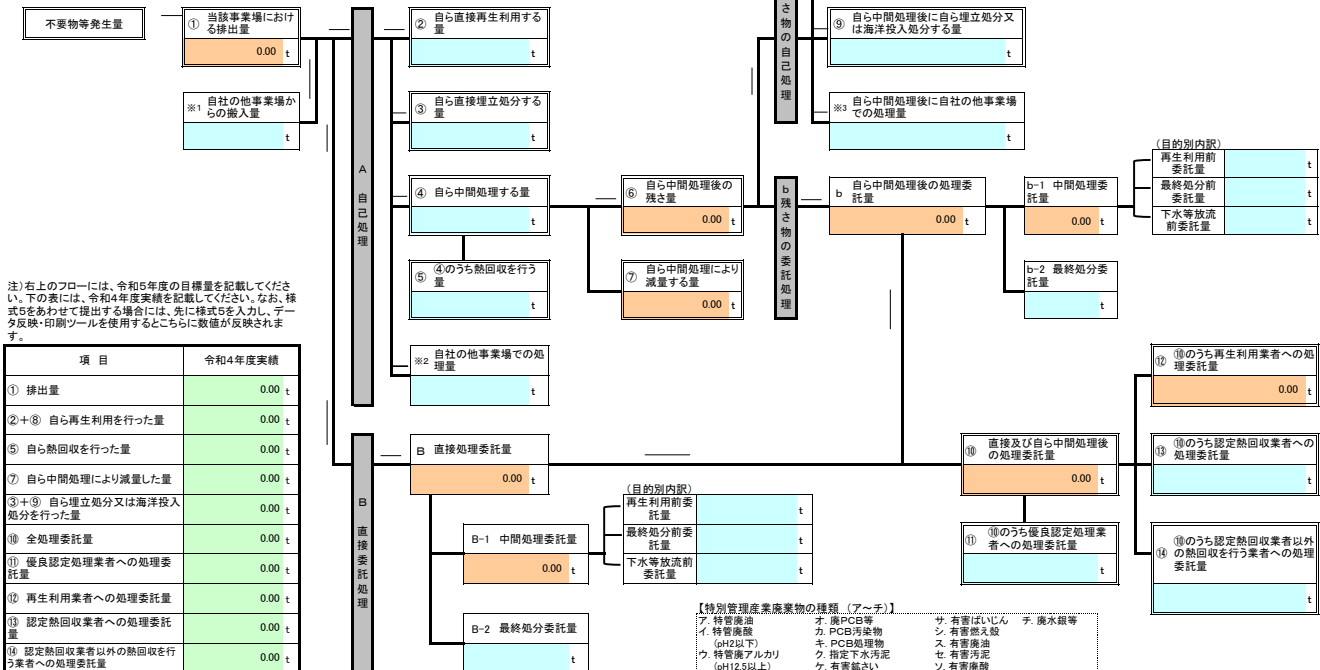 不要物等発生量
① 当該事業場におけ
る排出量
0.00 t
※1 自社の他事業場か
らの搬入量
t
A 自己処理
② 自ら直接再生利用する
量
t
③ 自ら直接埋立処分する
量
t
④ 自ら中間処理する量
t
⑤ ④のうち熱回収を行う
量
t
※2 自社の他事業場での処
理量
t
⑥ 自ら中間処理後の
残さ量
0.00 t
⑦ 自ら中間処理により
減量する量
0.00 t
さ物の自己処理
⑨ 自ら中間処理後に自ら埋立処分又
は海洋投入処分する量
t
※3 自ら中間処理後に自社の他事業場
での処理量
t
b 残さ物の委託処理
b 自ら中間処理後の処理委
託量
0.00 t
b-1 中間処理委
託量
0.00 t
(目的別内訳)
再生利用前
委託量
t
最終処分前
委託量
t
下水等放流
前委託量
t
b-2 最終処分委
託量
t
注)右上のフローには、令和5年度の目標量を記載してくださ
い。下の表には、令和4年度実績を記載してください。なお、様
式5をあわせて提出する場合には、先に様式5を入力し、デー
タ反映・印刷ツールを使用するとこちらに数値が反映されま
す。
項 目 令和4年度実績
① 排出量 0.00 t
②+⑧ 自ら再生利用を行った量 0.00 t
⑤ 自ら熱回収を行った量 0.00 t
⑦ 自ら中間処理により減量した量 0.00 t
③+⑨ 自ら埋立処分又は海洋投入
処分を行った量 0.00 t
⑩ 全処理委託量 0.00 t
⑪ 優良認定処理業者への処理委
託量 0.00 t
⑫ 再生利用業者への処理委託量 0.00 t
⑬ 認定熱回収業者への処理委託
量 0.00 t
⑭ 認定熱回収業者以外の熱回収を行
う業者への処理委託量 0.00 t
B 直接委託処理
B 直接処理委託量
0.00 t
B-1 中間処理委託量
0.00 t
(目的別内訳)
再生利用前委
託量
t
最終処分前委
託量
t
下水等放流前
委託量
t
B-2 最終処分委託量
t
⑩ 直接及び自ら中間処理後
の処理委託量
0.00 t
⑪ ⑩のうち優良認定処理業
者への処理委託量
t
⑫ ⑩のうち再生利用業者への処
理委託量
0.00 t
⑬ ⑩のうち認定熱回収業者への
処理委託量
t
⑭ ⑩のうち認定熱回収業者以外
の熱回収を行う業者への処理
委託量
t
【特別管理産業廃棄物の種類 (ア~チ)】
ア. 特管廃油 オ. 廃PCB等 サ. 有害ばいじん チ. 廃水銀等
イ. 特管廃酸 カ. PCB汚染物 シ. 有害燃え殻
(pH2以下) キ. PCB処理物 ス. 有害廃油
ウ. 特管廃アルカリ ク. 指定下水汚泥 セ. 有害汚泥
(pH12.5以上) ケ. 有害鉱さい ソ. 有害廃酸